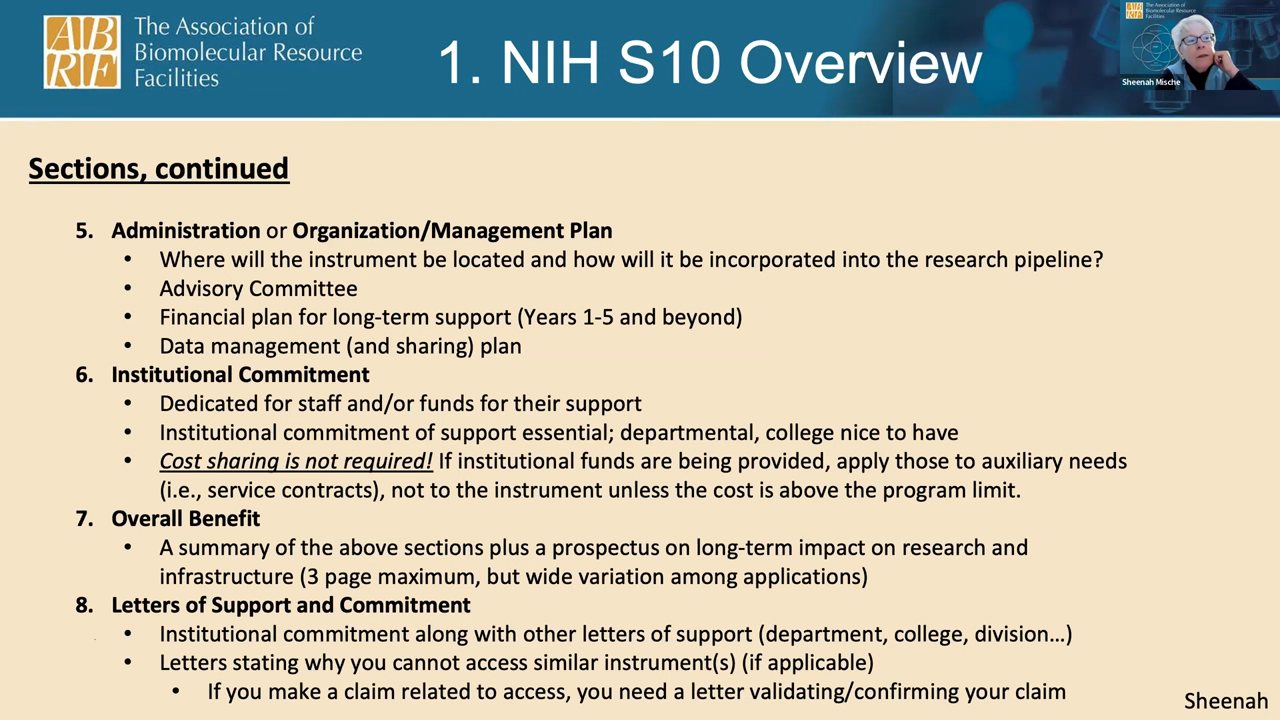 ABRF
The Association of
Biomolecular Resource
Facilities
1. NIH S10 Overview
The Association of
Biomolecular Resource
Facilities
Sheenah Mische
Sections, continued
5. Administration or Organization/Management Plan
• Where will the instrument be located and how will it be incorporated into the research pipeline?
• Advisory Committee
• Financial plan for long-term support (Years 1-5 and beyond)
• Data management (and sharing) plan
6. Institutional Commitment
• Dedicated for staff and/or funds for their support
• Institutional commitment of support essential; departmental, college nice to have
• Cost sharing is not required! If institutional funds are being provided, apply those to auxiliary needs
(i.e., service contracts), not to the instrument unless the cost is above the program limit.
7. Overall Benefit
• A summary of the above sections plus a prospectus on long-term impact on research and
infrastructure (3 page maximum, but wide variation among applications)
8. Letters of Support and Commitment
• Institutional commitment along with other letters of support (department, college, division…)
• Letters stating why you cannot access similar instrument(s) (if applicable)
• If you make a claim related to access, you need a letter validating/confirming your claim
Sheenah